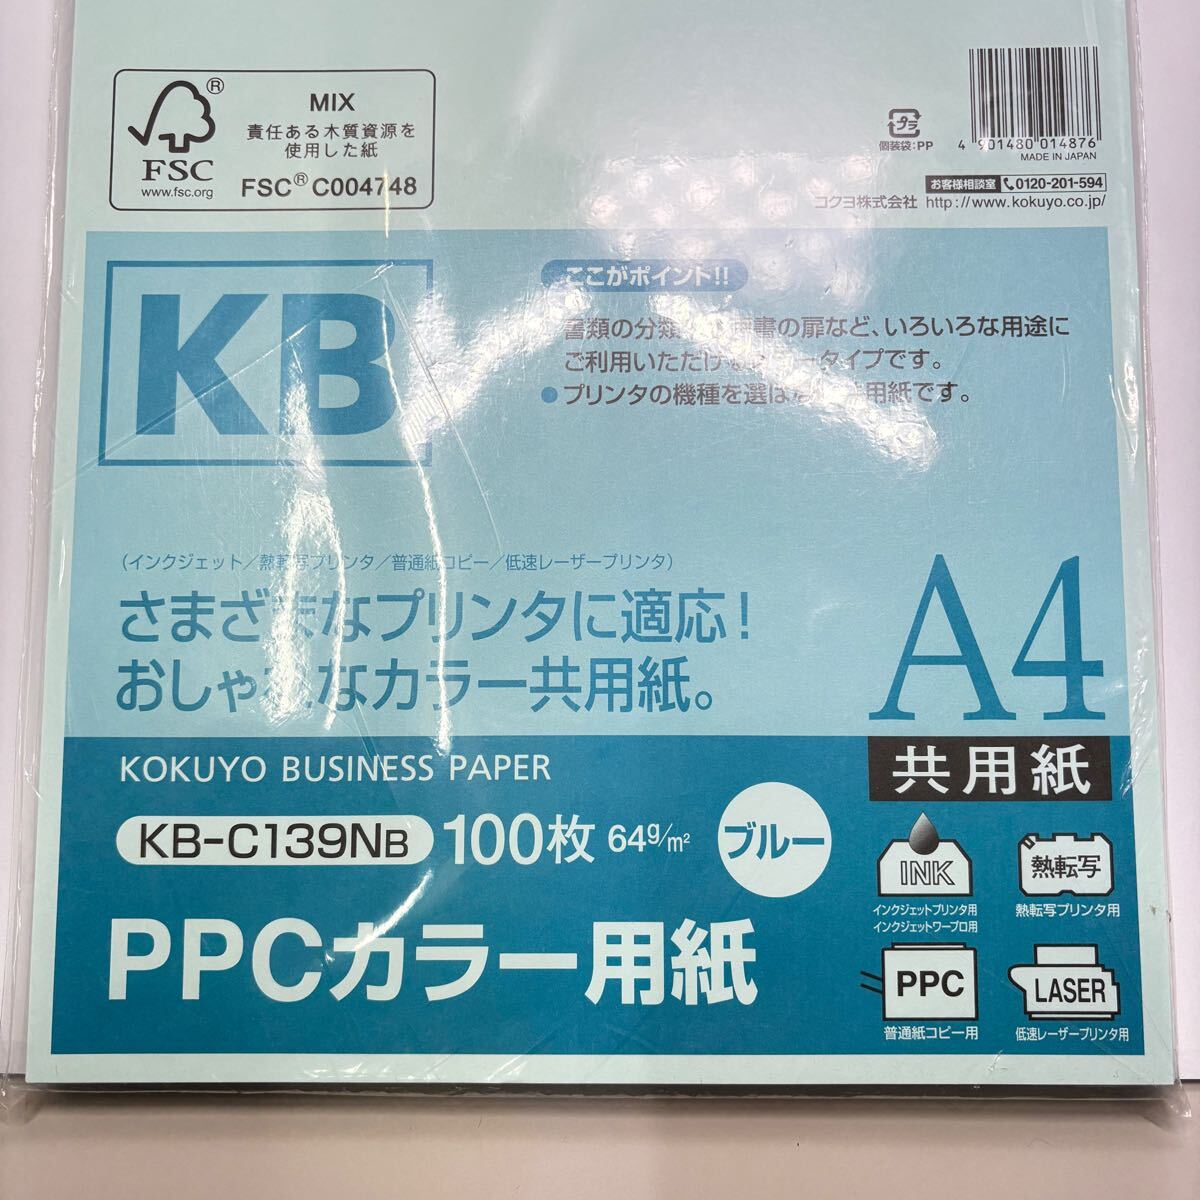 FSC®
www.fsc.org
MIX
責任ある木質資源を
使用した紙
FSC® C004748
プラ
個装袋:PP
4 901480 014876
MADE IN JAPAN
お客様相談室 0120-201-594
コクヨ株式会社 http://www.kokuyo.co.jp/
KB
ここがポイント!!
書類の分類 書の扉など、いろいろな用途に
ご利用いただけ タイプです。
●プリンタの機種を選ば 用紙です。
(インクジェット/熱転写プリンタ/普通紙コピー/低速レーザープリンタ)
さまざまなプリンタに適応!
おしゃれなカラー共用紙。
A4
共用紙
KOKUYO BUSINESS PAPER
KB-C139NB 100枚 64g/m² ブルー
PPCカラー用紙
INK
インクジェットプリンタ用
インクジェットワープロ用
熱転写
熱転写プリンタ用
PPC
普通紙コピー用
LASER
低速レーザープリンタ用